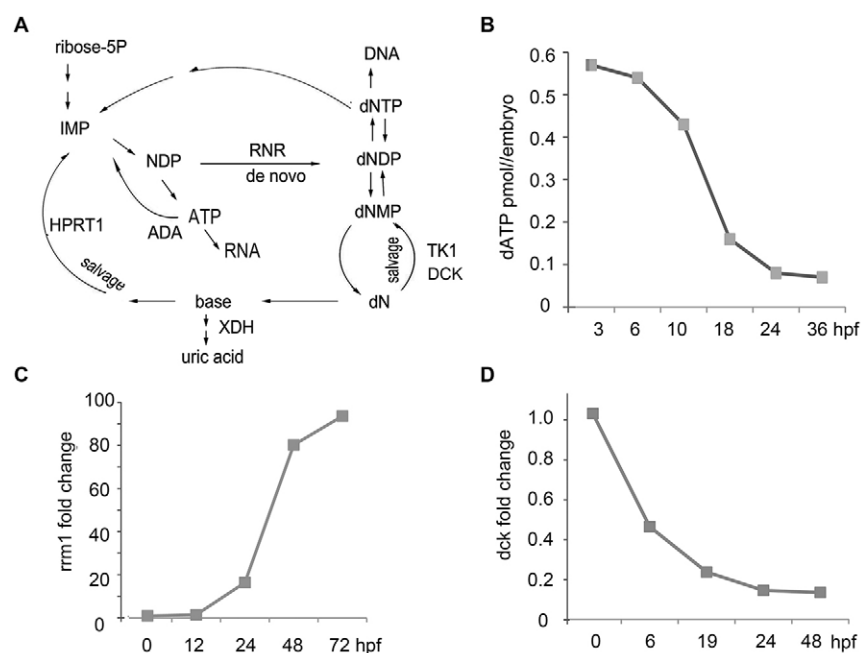 A
ribose-5P
IMP
NDP
RNR
de novo
ADA
ATP
RNA
HPRT1
salvage
base
XDH
uric acid
DNA
dNTP
dNDP
dNMP
salvage
TK1
DCK
dN
B
dATP pmol//embryo
0.6
0.5
0.4
0.3
0.2
0.1
0
3 6 10 18 24 36 hpf
C
rrm1 fold change
100
80
60
40
20
0
0 12 24 48 72 hpf
D
dck fold change
1.0
0.8
0.6
0.4
0.2
0
0 6 19 24 48 hpf